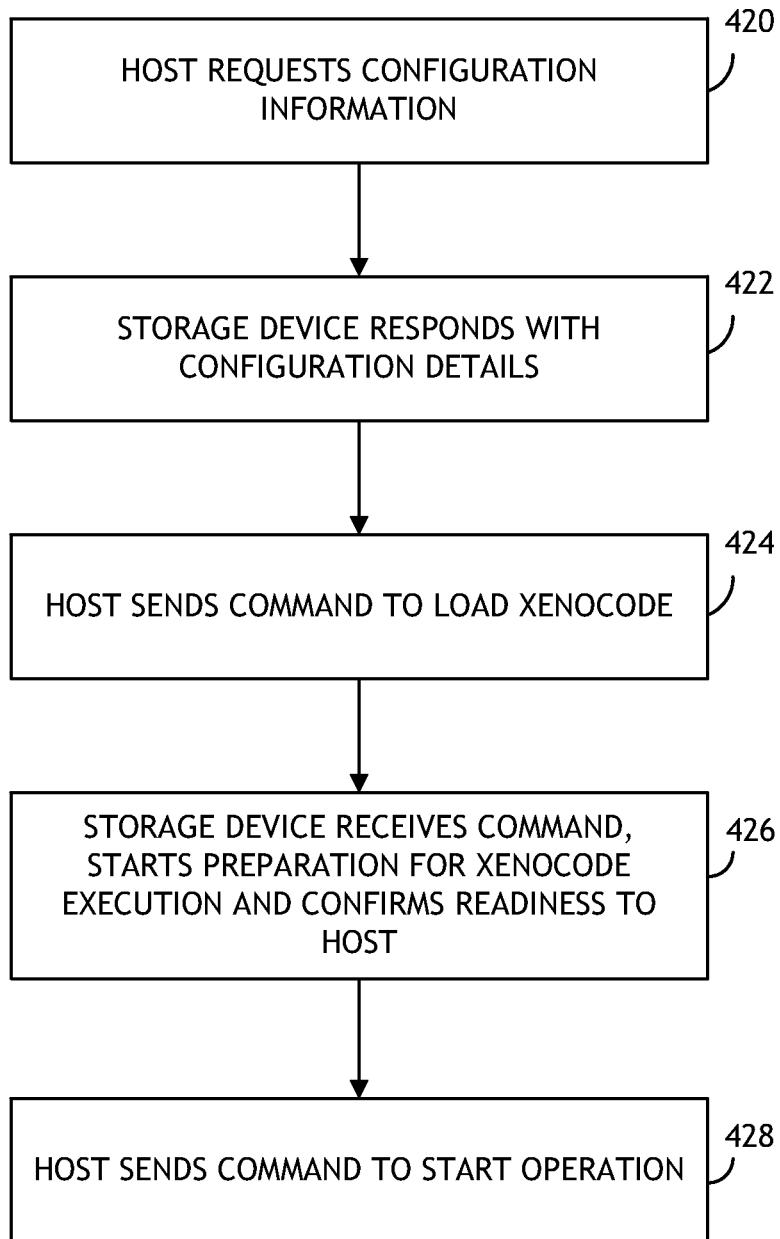 420
HOST REQUESTS CONFIGURATION
INFORMATION
422
STORAGE DEVICE RESPONDS WITH
CONFIGURATION DETAILS
424
HOST SENDS COMMAND TO LOAD XENOCODE
426
STORAGE DEVICE RECEIVES COMMAND,
STARTS PREPARATION FOR XENOCODE
EXECUTION AND CONFIRMS READINESS TO
HOST
428
HOST SENDS COMMAND TO START OPERATION